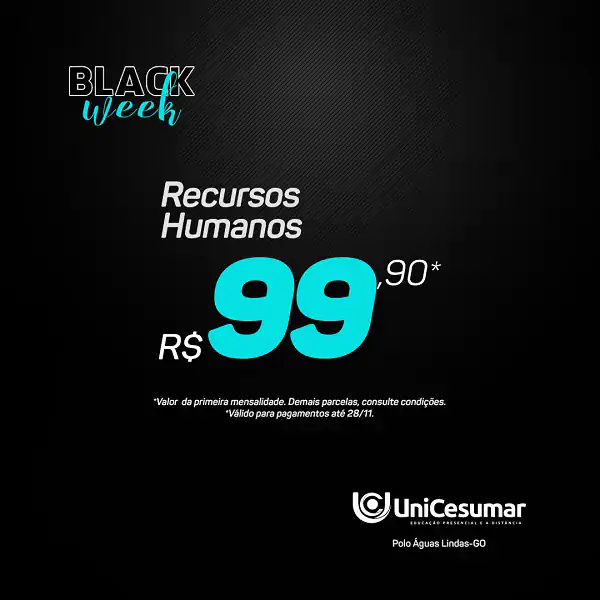 BLACK
Week
Recursos
Humanos
R$99,90*
*Valor da primeira mensalidade. Demais parcelas, consulte condições.
*Válido para pagamentos até 28/11.
UniCesumar
EDUCAÇÃO PRESENCIAL E A DISTÂNCIA
Polo Águas Lindas-GO